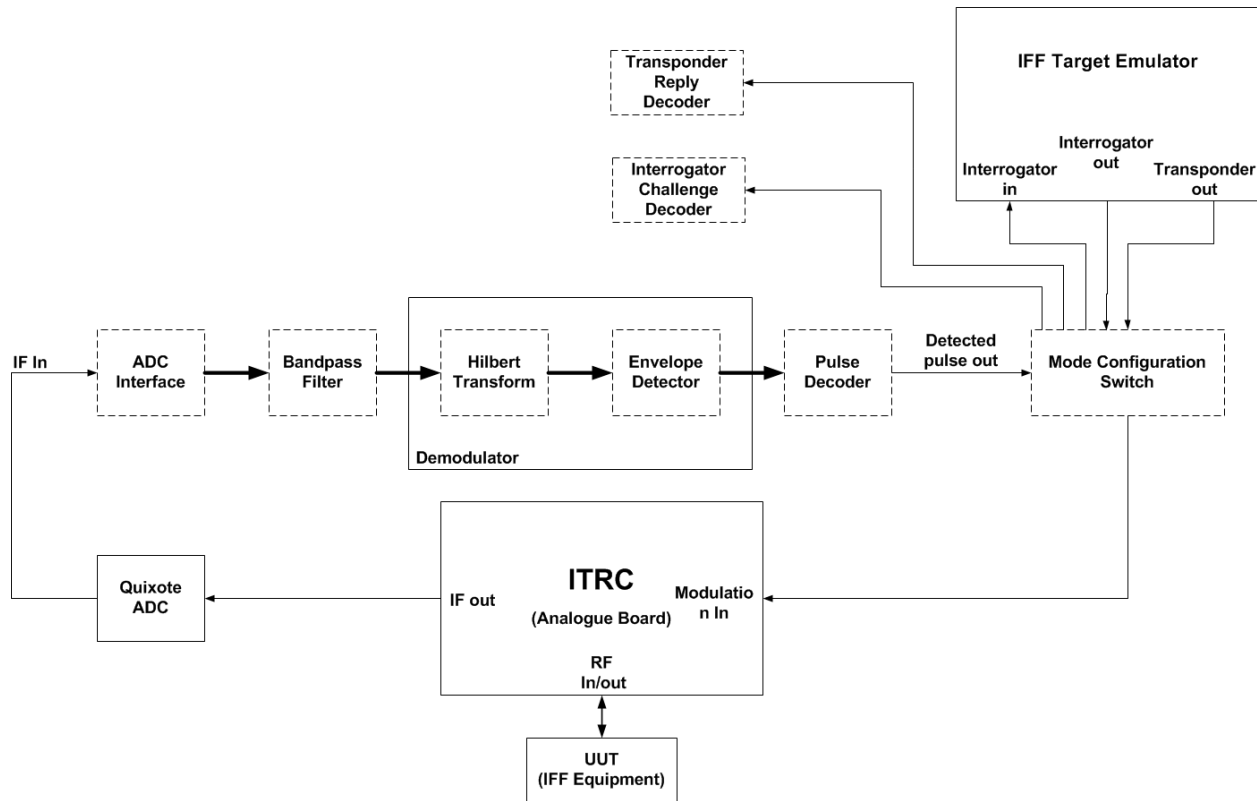 IFF Target Emulator
Interrogator
in
Interrogator
out
Transponder
out
Transponder
Reply
Decoder
Interrogator
Challenge
Decoder
IF In
ADC
Interface
Bandpass
Filter
Hilbert
Transform
Envelope
Detector
Demodulator
Pulse
Decoder
Detected
pulse out
Mode Configuration
Switch
Quixote
ADC
IF out
ITRC
(Analogue Board)
Modulatio
n In
RF
In/out
UUT
(IFF Equipment)